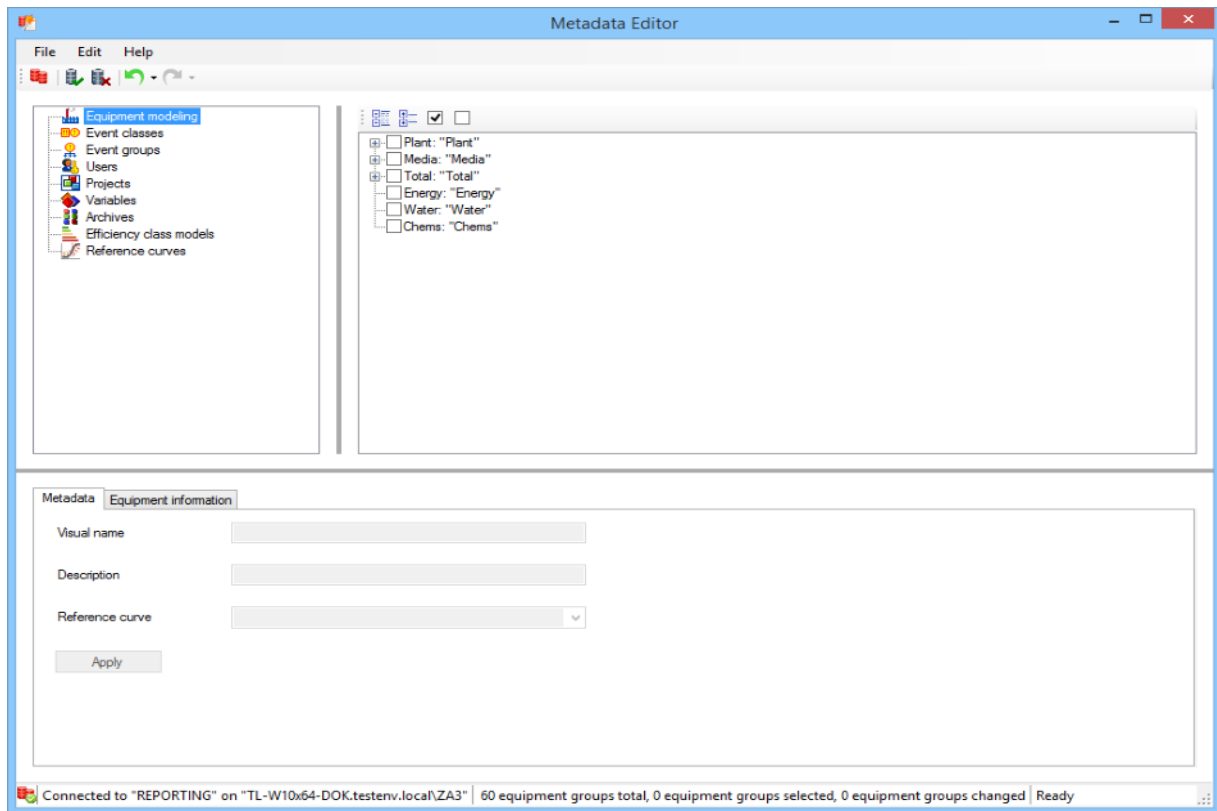 Metadata Editor
File Edit Help
Equipment modeling
Event classes
Event groups
Users
Projects
Variables
Archives
Efficiency class models
Reference curves
Plant: "Plant"
Media: "Media"
Total: "Total"
Energy: "Energy"
Water: "Water"
Chems: "Chems"
Metadata Equipment information
Visual name
Description
Reference curve
Apply
Connected to "REPORTING" on "TL-W10x64-DOK.testenv.local\ZA3" 60 equipment groups total, 0 equipment groups selected, 0 equipment groups changed Ready